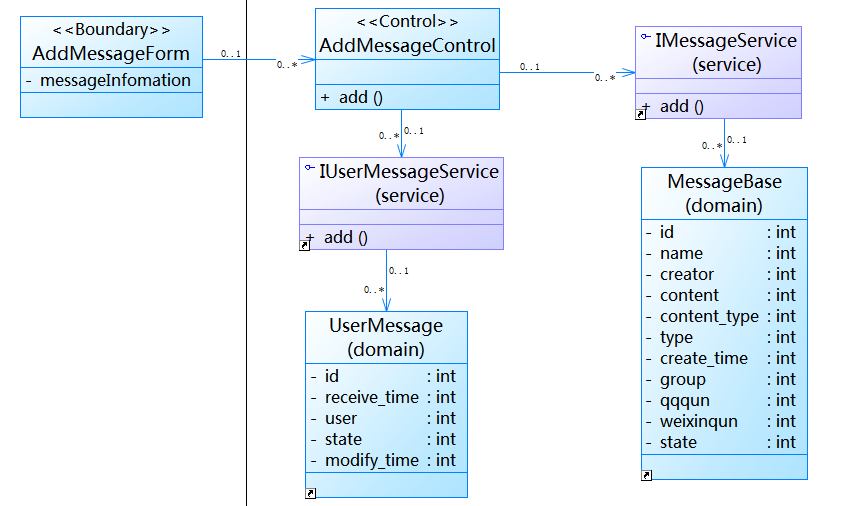 <<Boundary>>
AddMessageForm
- messageInfomation
0..1
0..*
<<Control>>
AddMessageControl
+ add ()
0..1
0..*
IMessageService
(service)
+ add ()
0..*
0..1
IUserMessageService
(service)
+ add ()
0..1
0..*
UserMessage
(domain)
- id : int
- receive_time : int
- user : int
- state : int
- modify_time : int
0..1
0..*
MessageBase
(domain)
- id : int
- name : int
- creator : int
- content : int
- content_type : int
- type : int
- create_time : int
- group : int
- qqqun : int
- weixinqun : int
- state : int